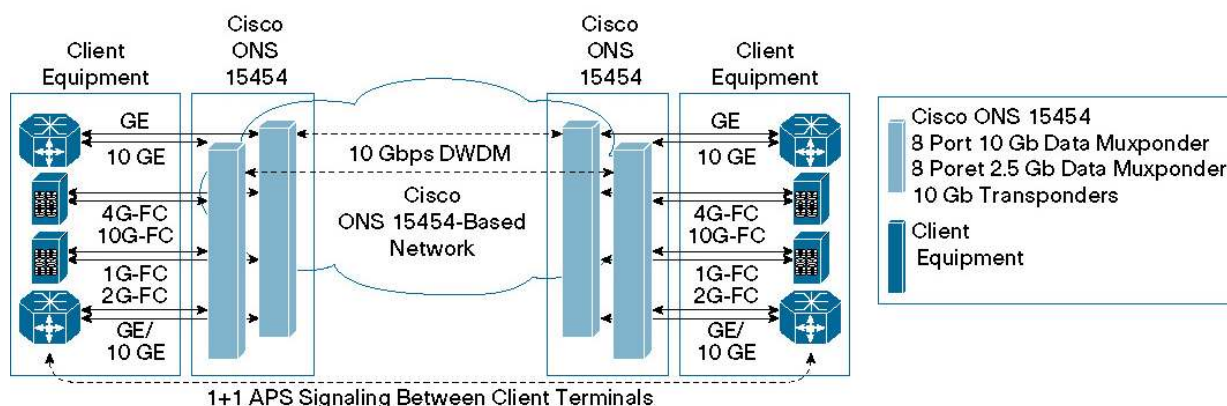 Client
Equipment
Cisco
ONS
15454
Cisco
ONS
15454
Client
Equipment
GE
10 GE
4G-FC
10G-FC
1G-FC
2G-FC
GE/
10 GE
10 Gbps DWDM
Cisco
ONS 15454-Based
Network
GE
10 GE
4G-FC
10G-FC
1G-FC
2G-FC
GE/
10 GE
1+1 APS Signaling Between Client Terminals
Cisco ONS 15454
8 Port 10 Gb Data Muxponder
8 Poret 2.5 Gb Data Muxponder
10 Gb Transponders
Client
Equipment